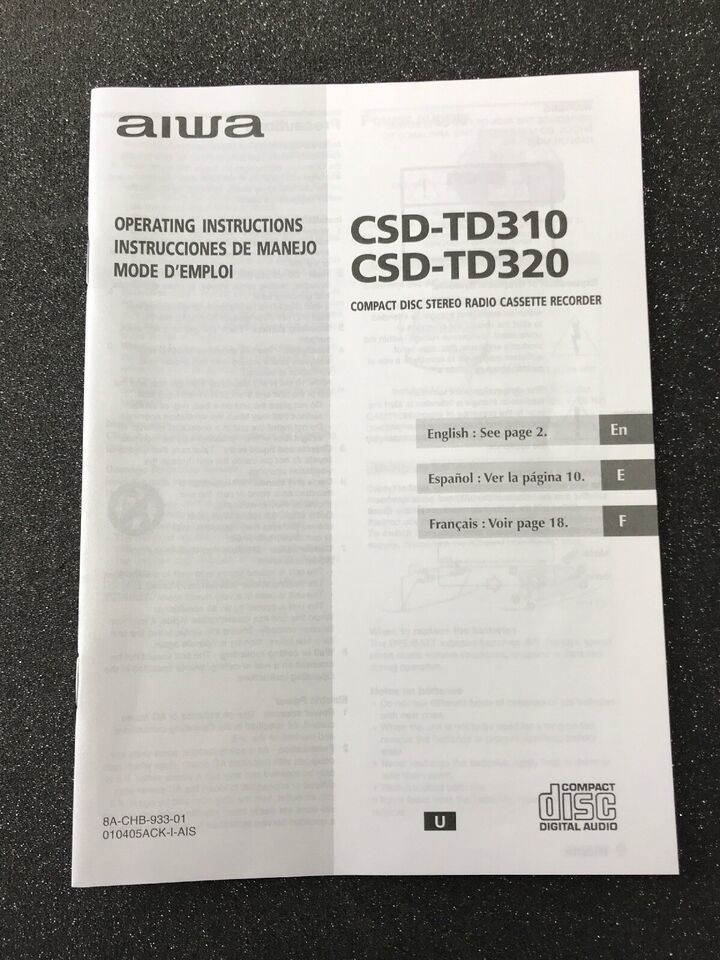 aiwa
OPERATING INSTRUCTIONS
INSTRUCCIONES DE MANEJO
MODE D'EMPLOI
CSD-TD310
CSD-TD320
COMPACT DISC STEREO RADIO CASSETTE RECORDER
English : See page 2. En
Español : Ver la página 10. E
Français : Voir page 18. F
8A-CHB-933-01
010405ACK-I-AIS
U
COMPACT
disc
DIGITAL AUDIO